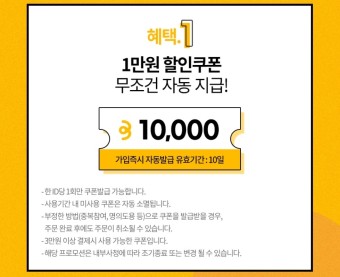 혜택.1
1만원 할인쿠폰
무조건 자동 지급!
10,000
가입즉시 자동발급 유효기간 : 10일
- 한 ID당 1회만 쿠폰발급 가능합니다.
- 사용기간 내 미사용 쿠폰은 자동 소멸됩니다.
- 부정한 방법(중복참여, 명의도용 등)으로 쿠폰을 발급받을 경우,
주문 완료 후에도 주문이 취소될 수 있습니다.
- 3만원 이상 결제시 사용 가능한 쿠폰입니다.
- 해당 프로모션은 내부사정에 따라 조기종료 또는 변경 될 수 있습니다.